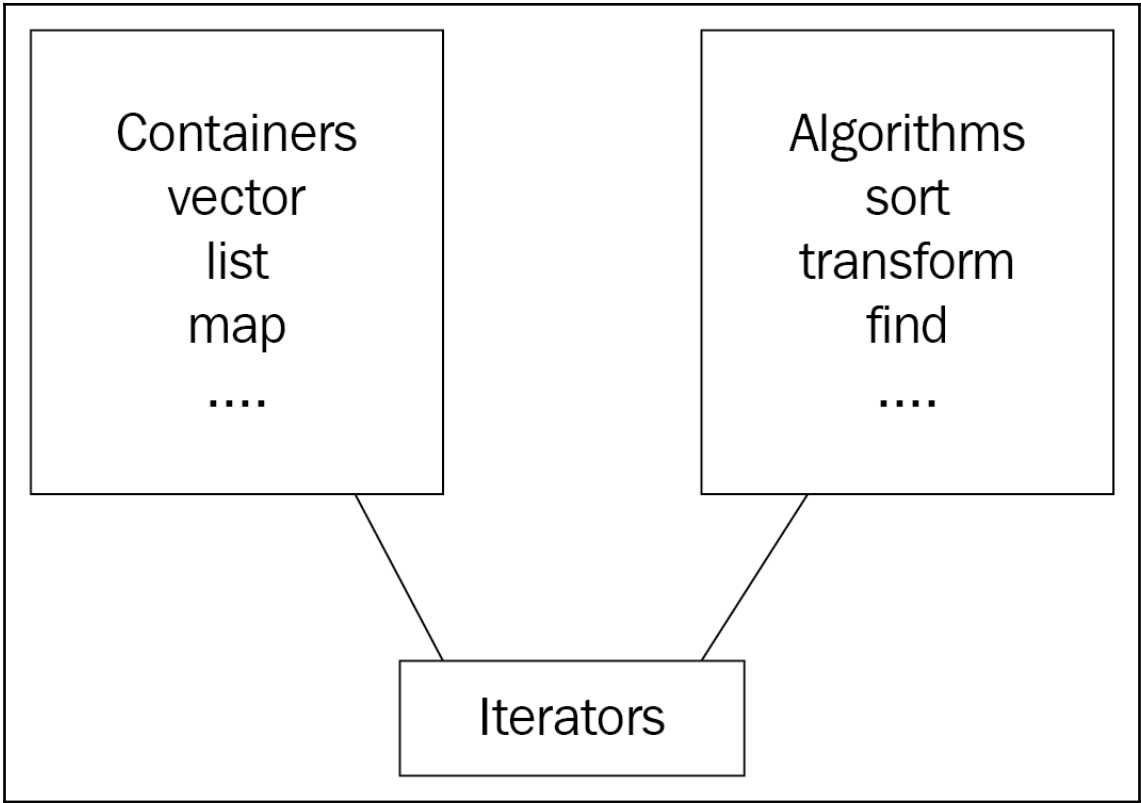 Containers
vector
list
map
....
Algorithms
sort
transform
find
....
Iterators